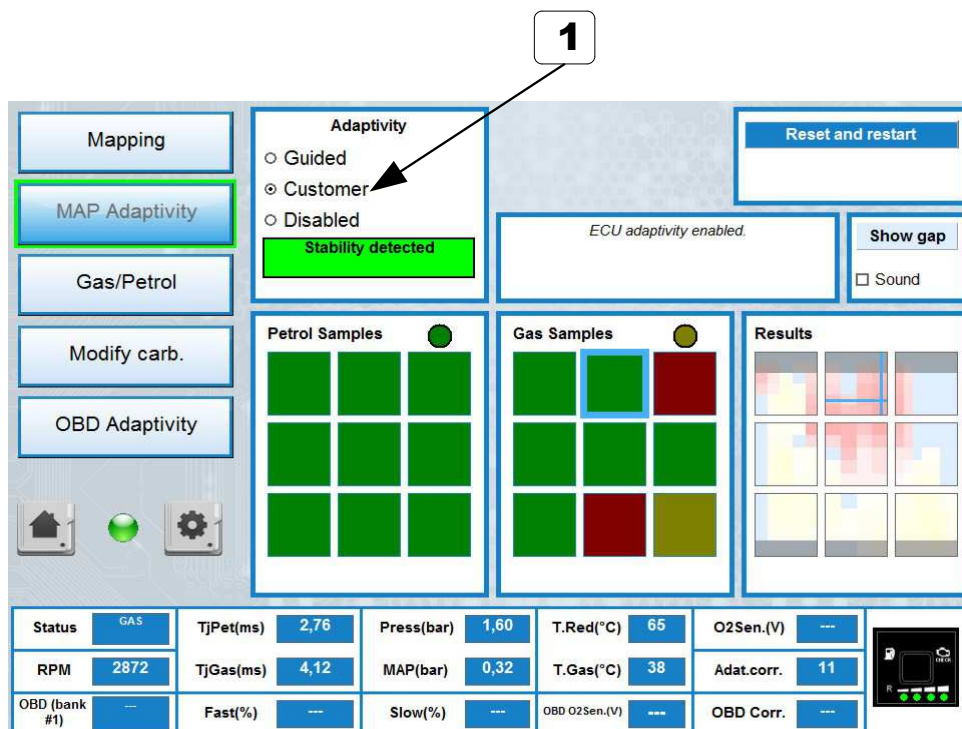 1
Mapping
MAP Adaptivity
Gas/Petrol
Modify carb.
OBD Adaptivity
Adaptivity
Guided
Customer
Disabled
Stability detected
Reset and restart
ECU adaptivity enabled.
Show gap
Sound
Petrol Samples
Gas Samples
Results
Status GAS TjPet(ms) 2,76 Press(bar) 1,60 T.Red(°C) 65 O2Sen.(V) ---
RPM 2872 TjGas(ms) 4,12 MAP(bar) 0,32 T.Gas(°C) 38 Adat.corr. 11
OBD (bank
#1) --- Fast(%) --- Slow(%) --- OBD O2Sen.(V) --- OBD Corr. ---
CHECK
R